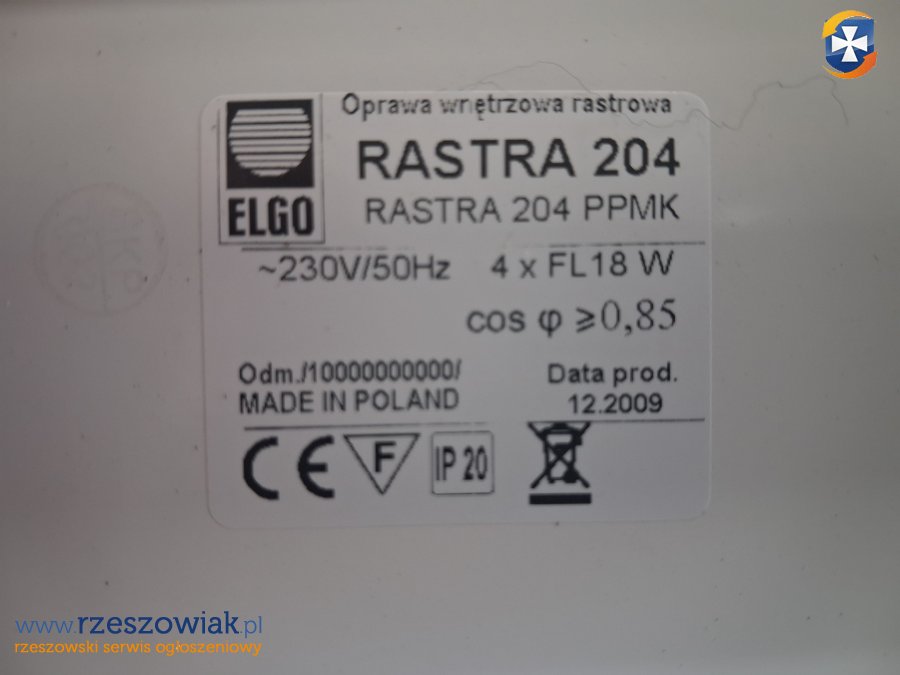 Oprawa wnętrzowa rastrowa
RASTRA 204
ELGO
RASTRA 204 PPMK
~230V/50Hz 4 x FL18 W
cos φ ⩾0,85
Odm./10000000000/ Data prod.
MADE IN POLAND 12.2009
CE F IP 20
www.rzeszowiak.pl
rzeszowski serwis ogłoszeniowy